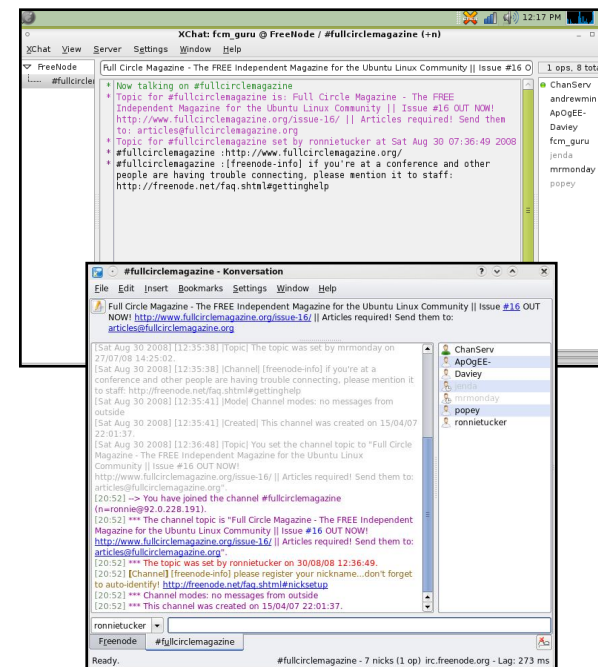 12:17 PM
XChat: fcm_guru @ FreeNode / #fullcirclemagazine (+n)
XChat View Server Settings Window Help
FreeNode
#fullcircler
Full Circle Magazine - The FREE Independent Magazine for the Ubuntu Linux Community || Issue #16 O
1 ops, 8 tota
* Now talking on #fullcirclemagazine
* Topic for #fullcirclemagazine is: Full Circle Magazine - The FREE
Independent Magazine for the Ubuntu Linux Community || Issue #16 OUT NOW!
http://www.fullcirclemagazine.org/issue-16/ || Articles required! Send them
to: articles@fullcirclemagazine.org
* Topic for #fullcirclemagazine set by ronnietucker at Sat Aug 30 07:36:49 2008
* #fullcirclemagazine :http://www.fullcirclemagazine.org/
* #fullcirclemagazine :[freenode-info] if you're at a conference and other
people are having trouble connecting, please mention it to staff:
http://freenode.net/faq.shtml#gettinghelp
ChanServ
andrewmin
ApOgEE-
Daviey
fcm_guru
jenda
mrmonday
popey
#fullcirclemagazine - Konversation
File Edit Insert Bookmarks Settings Window Help
Full Circle Magazine - The FREE Independent Magazine for the Ubuntu Linux Community || Issue #16 OUT
NOW! http://www.fullcirclemagazine.org/issue-16/ || Articles required! Send them to:
articles@fullcirclemagazine.org
[Sat Aug 30 2008] [12:35:38] |Topic| The topic was set by mrmonday on
27/07/08 14:25:02.
[Sat Aug 30 2008] [12:35:38] |Channel| [freenode-info] if you're at a
conference and other people are having trouble connecting, please mention it
to staff: http://freenode.net/faq.shtml#gettinghelp
[Sat Aug 30 2008] [12:35:41] |Mode| Channel modes: no messages from
outside
[Sat Aug 30 2008] [12:35:41] |Created| This channel was created on 15/04/07
22:01:37.
[Sat Aug 30 2008] [12:36:48] |Topic| You set the channel topic to "Full Circle
Magazine - The FREE Independent Magazine for the Ubuntu Linux
Community || Issue #16 OUT NOW!
http://www.fullcirclemagazine.org/issue-16/ || Articles required! Send them to:
articles@fullcirclemagazine.org".
[20:52] --> You have joined the channel #fullcirclemagazine
(n=ronnie@92.0.228.191).
[20:52] *** The channel topic is "Full Circle Magazine - The FREE Independent
Magazine for the Ubuntu Linux Community || Issue #16 OUT NOW!
http://www.fullcirclemagazine.org/issue-16/ || Articles required! Send them to:
articles@fullcirclemagazine.org".
[20:52] *** The topic was set by ronnietucker on 30/08/08 12:36:49.
[20:52] [Channel] [freenode-info] please register your nickname...don't forget
to auto-identify! http://freenode.net/faq.shtml#nicksetup
[20:52] *** Channel modes: no messages from outside
[20:52] *** This channel was created on 15/04/07 22:01:37.
ChanServ
ApOgEE-
Daviey
jenda
mrmonday
popey
ronnietucker
ronnietucker
Freenode #fullcirclemagazine
Ready. #fullcirclemagazine - 7 nicks (1 op) irc.freenode.org - Lag: 273 ms